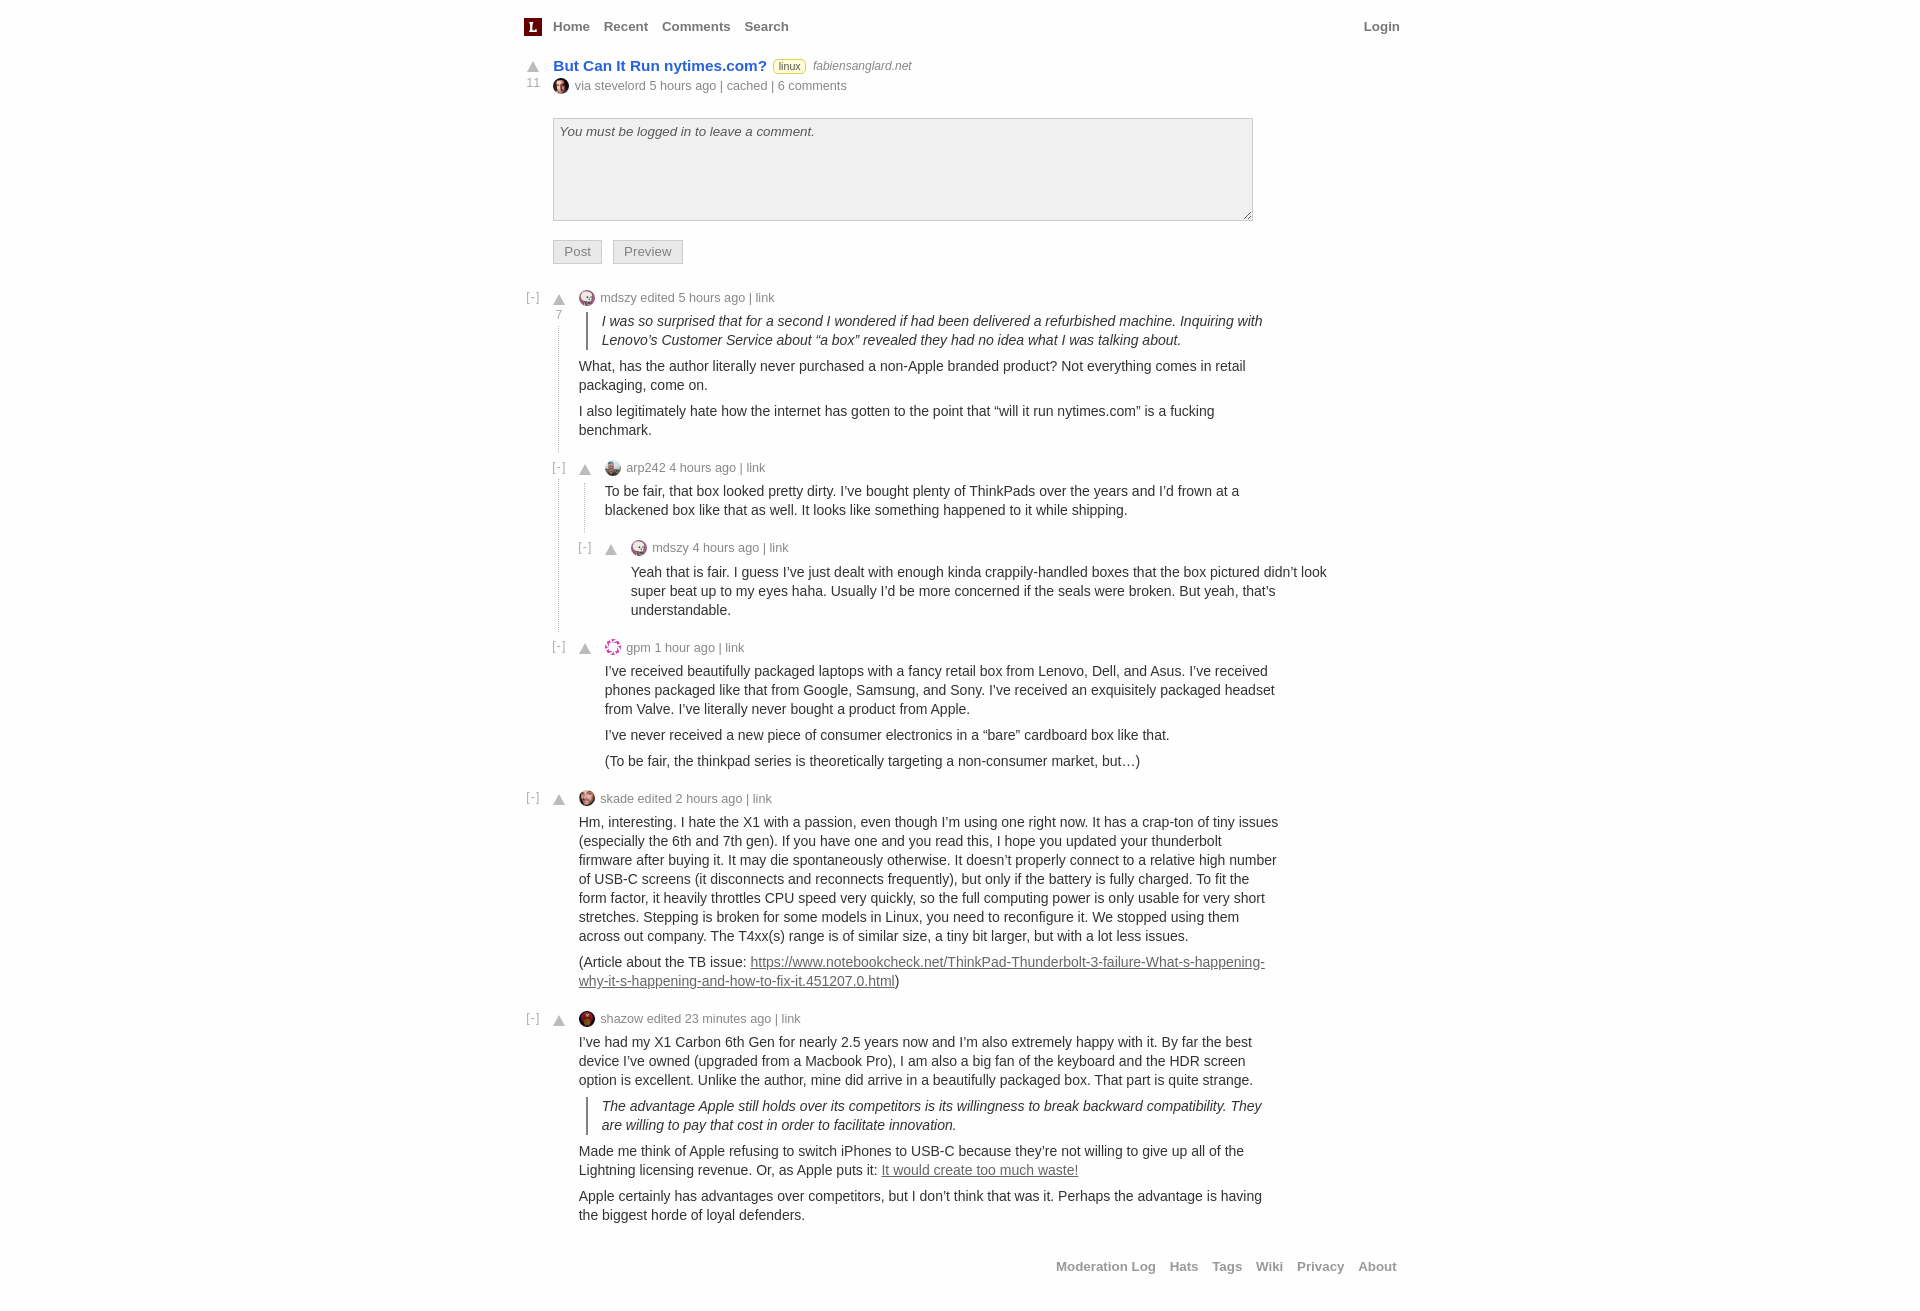 L Home Recent Comments Search Login
But Can It Run nytimes.com? linux fabiensanglard.net
11
via stevelord 5 hours ago | cached | 6 comments
You must be logged in to leave a comment.
Post Preview
[-] mdszy edited 5 hours ago | link
7
I was so surprised that for a second I wondered if had been delivered a refurbished machine. Inquiring with
Lenovo’s Customer Service about “a box” revealed they had no idea what I was talking about.
What, has the author literally never purchased a non-Apple branded product? Not everything comes in retail
packaging, come on.
I also legitimately hate how the internet has gotten to the point that “will it run nytimes.com” is a fucking
benchmark.
[-] arp242 4 hours ago | link
To be fair, that box looked pretty dirty. I’ve bought plenty of ThinkPads over the years and I’d frown at a
blackened box like that as well. It looks like something happened to it while shipping.
[-] mdszy 4 hours ago | link
Yeah that is fair. I guess I’ve just dealt with enough kinda crappily-handled boxes that the box pictured didn’t look
super beat up to my eyes haha. Usually I’d be more concerned if the seals were broken. But yeah, that’s
understandable.
[-] gpm 1 hour ago | link
I’ve received beautifully packaged laptops with a fancy retail box from Lenovo, Dell, and Asus. I’ve received
phones packaged like that from Google, Samsung, and Sony. I’ve received an exquisitely packaged headset
from Valve. I’ve literally never bought a product from Apple.
I’ve never received a new piece of consumer electronics in a “bare” cardboard box like that.
(To be fair, the thinkpad series is theoretically targeting a non-consumer market, but…)
[-] skade edited 2 hours ago | link
Hm, interesting. I hate the X1 with a passion, even though I’m using one right now. It has a crap-ton of tiny issues
(especially the 6th and 7th gen). If you have one and you read this, I hope you updated your thunderbolt
firmware after buying it. It may die spontaneously otherwise. It doesn’t properly connect to a relative high number
of USB-C screens (it disconnects and reconnects frequently), but only if the battery is fully charged. To fit the
form factor, it heavily throttles CPU speed very quickly, so the full computing power is only usable for very short
stretches. Stepping is broken for some models in Linux, you need to reconfigure it. We stopped using them
across out company. The T4xx(s) range is of similar size, a tiny bit larger, but with a lot less issues.
(Article about the TB issue: https://www.notebookcheck.net/ThinkPad-Thunderbolt-3-failure-What-s-happening-
why-it-s-happening-and-how-to-fix-it.451207.0.html)
[-] shazow edited 23 minutes ago | link
I’ve had my X1 Carbon 6th Gen for nearly 2.5 years now and I’m also extremely happy with it. By far the best
device I’ve owned (upgraded from a Macbook Pro), I am also a big fan of the keyboard and the HDR screen
option is excellent. Unlike the author, mine did arrive in a beautifully packaged box. That part is quite strange.
The advantage Apple still holds over its competitors is its willingness to break backward compatibility. They
are willing to pay that cost in order to facilitate innovation.
Made me think of Apple refusing to switch iPhones to USB-C because they’re not willing to give up all of the
Lightning licensing revenue. Or, as Apple puts it: It would create too much waste!
Apple certainly has advantages over competitors, but I don’t think that was it. Perhaps the advantage is having
the biggest horde of loyal defenders.
Moderation Log Hats Tags Wiki Privacy About